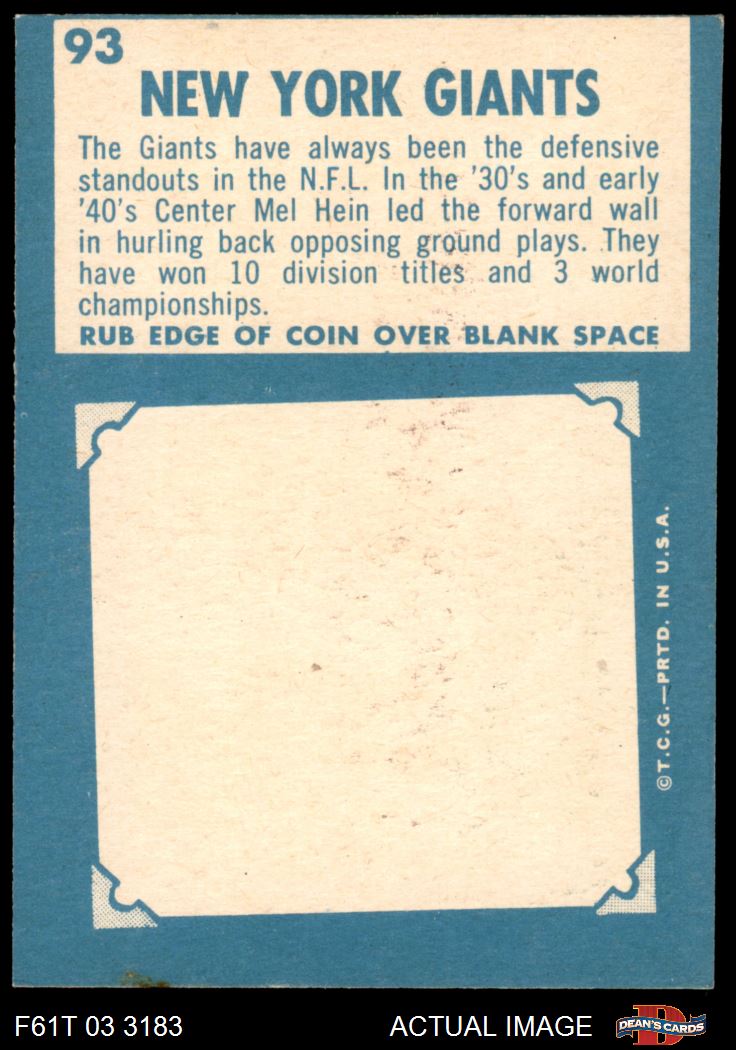 93
NEW YORK GIANTS
The Giants have always been the defensive
standouts in the N.F.L. In the '30's and early
'40's Center Mel Hein led the forward wall
in hurling back opposing ground plays. They
have won 10 division titles and 3 world
championships.
RUB EDGE OF COIN OVER BLANK SPACE
©T.C.G.—PRTD. IN U.S.A.
F61T 03 3183
ACTUAL IMAGE
D
DEAN'S CARDS